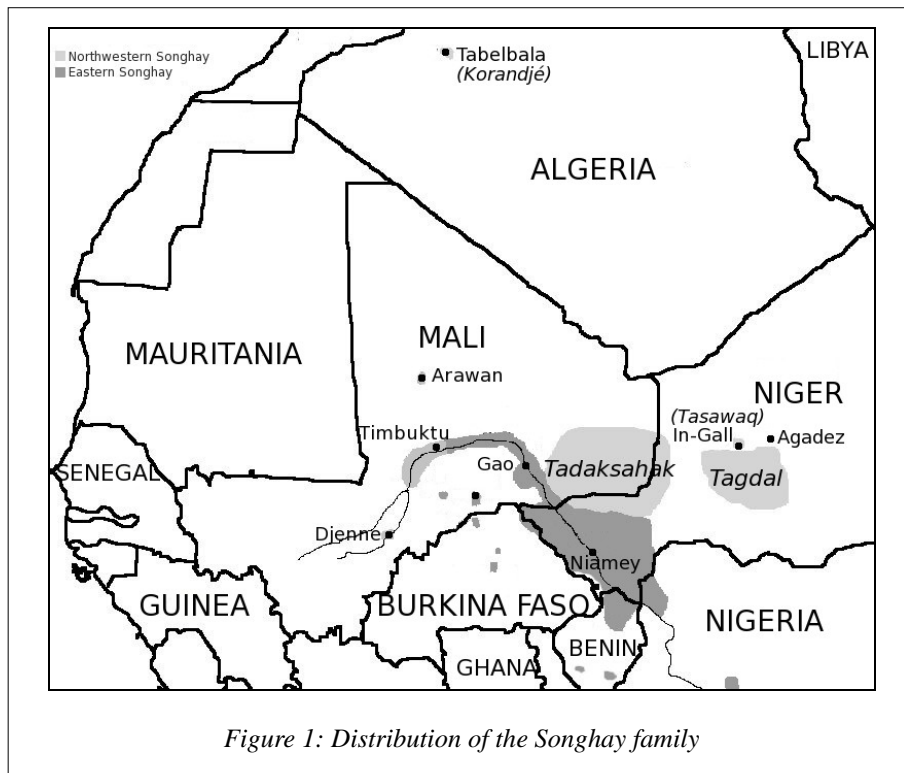 LIBYA
Northwestern Songhay
Eastern Songhay
Tabelbala
(Korandjé)
ALGERIA
MAURITANIA
MALI
Arawan
NIGER
(Tasawaq)
In-Gall
Agadez
Timbuktu
Gao
Tadaksahak
Tagdal
SENEGAL
Djenne
Niamey
GUINEA
BURKINA FASO
NIGERIA
BENIN
GHANA
Figure 1: Distribution of the Songhay family